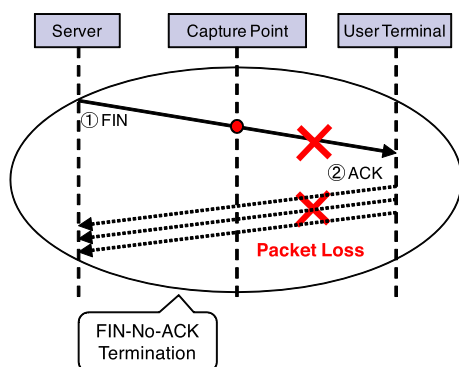 Server
Capture Point
User Terminal
① FIN
② ACK
Packet Loss
FIN-No-ACK
Termination